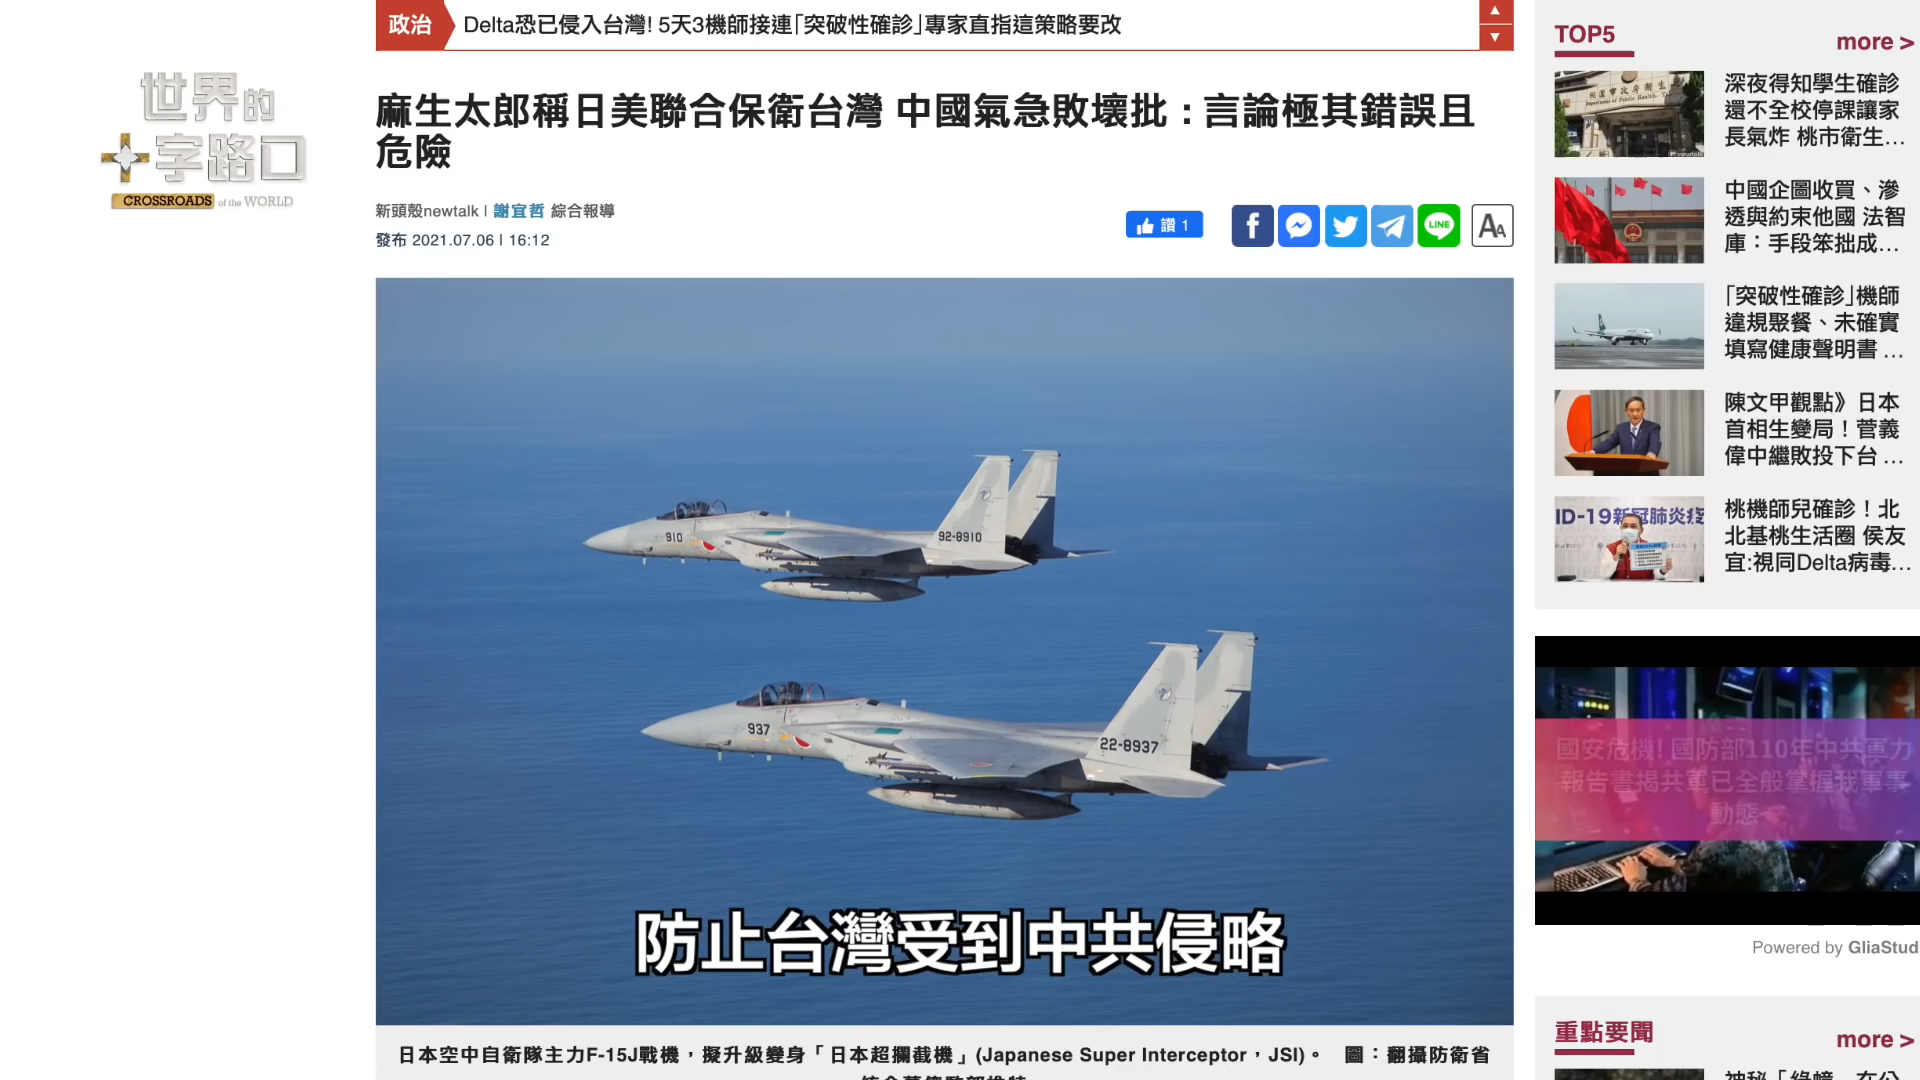 政治
Delta恐已侵入台灣! 5天3機師接連「突破性確診」專家直指這策略要改
世界的
十字路口
CROSSROADS of the WORLD
麻生太郎稱日美聯合保衛台灣 中國氣急敗壞批：言論極其錯誤且
危險
新頭殼newtalk | 謝宜哲 綜合報導
發布 2021.07.06 | 16:12
讚 1
LINE
AA
910
92-8910
937
22-8937
防止台灣受到中共侵略
日本空中自衛隊主力F-15J戰機，擬升級變身「日本超攔截機」(Japanese Super Interceptor，JSI)。 圖：翻攝防衛省
TOP5
more >
深夜得知學生確診
還不全校停課讓家
長氣炸 桃市衛生...
中國企圖收買、滲
透與約束他國 法智
庫：手段笨拙成...
「突破性確診」機師
違規聚餐、未確實
填寫健康聲明書 ...
陳文甲觀點》日本
首相生變局！菅義
偉中繼敗投下台 ...
ID-19新冠肺炎疫
桃機師兒確診！北
北基桃生活圈 侯友
宜:視同Delta病毒...
國安危機! 國防部110年中共軍力
報告書揭共軍已全般掌握我軍事
動態
Powered by GliaStud
重點要聞
more >